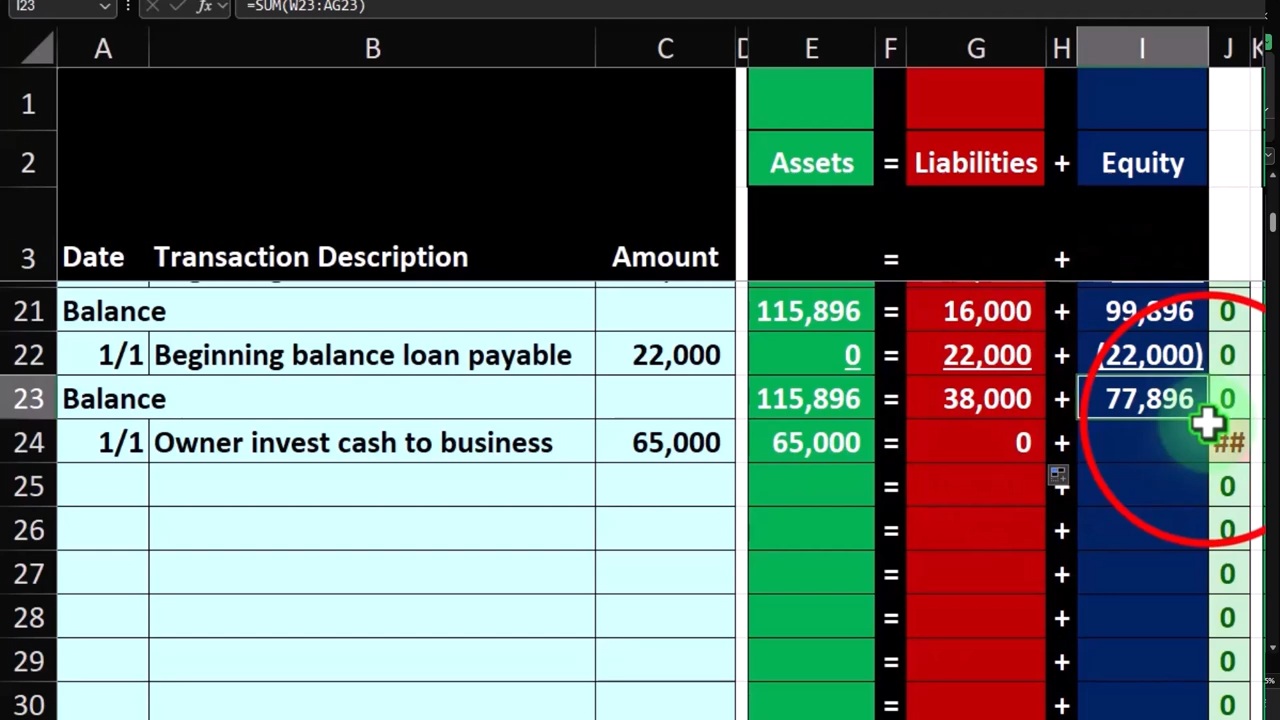 I23 fx =SUM(W23:AG23)
A B C D E F G H I J K
1
2 Assets = Liabilities + Equity
3 Date Transaction Description Amount = +
21 Balance 115,896 = 16,000 + 99,896 0
22 1/1 Beginning balance loan payable 22,000 0 = 22,000 + (22,000) 0
23 Balance 115,896 = 38,000 + 77,896 0
24 1/1 Owner invest cash to business 65,000 65,000 = 0 + ##
25 = + 0
26 = + 0
27 = + 0
28 = + 0
29 = + 0
30 = + 0